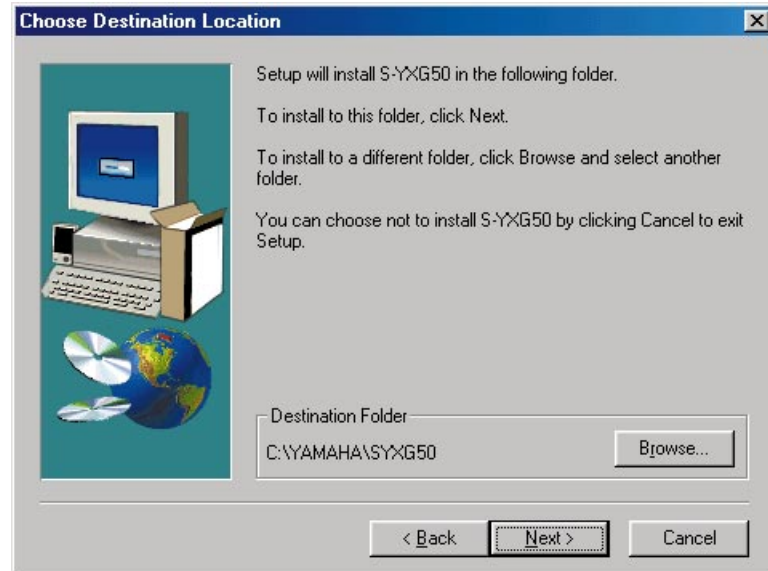 Choose Destination Location
Setup will install S-YXG50 in the following folder.
To install to this folder, click Next.
To install to a different folder, click Browse and select another
folder.
You can choose not to install S-YXG50 by clicking Cancel to exit
Setup.
Destination Folder
C:\YAMAHA\SYXG50
Browse...
< Back
Next >
Cancel